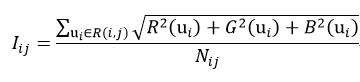 I_{ij} = \frac{\sum_{u_i \in R(i,j)} \sqrt{R^2(u_i) + G^2(u_i) + B^2(u_i)}}{N_{ij}}